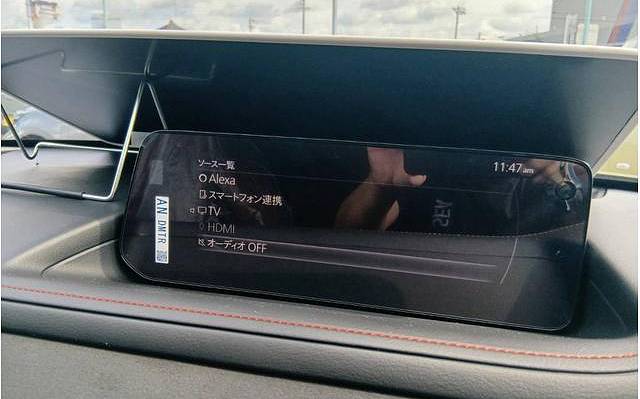 ソース一覧
11:47am
Alexa
スマートフォン連携
TV
HDMI
オーディオ OFF
AN DMTR